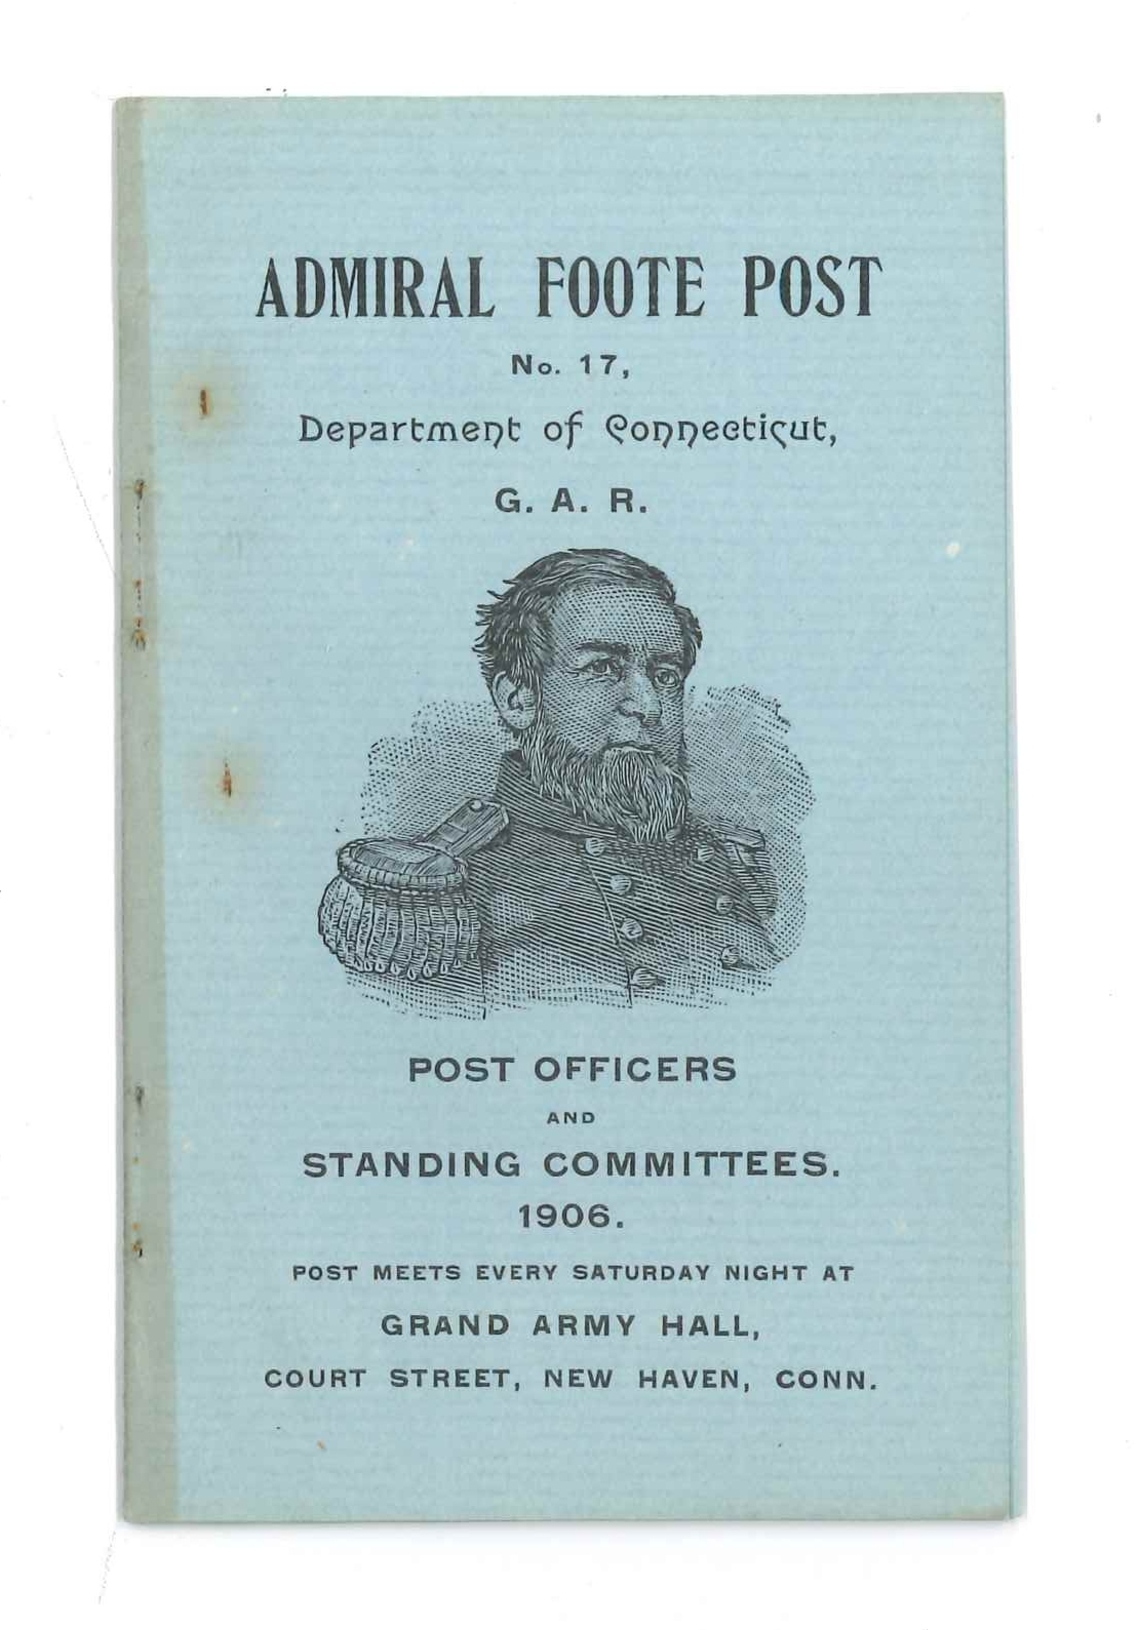 ADMIRAL FOOTE POST
No. 17,
Department of Connecticut,
G. A. R.
POST OFFICERS
AND
STANDING COMMITTEES.
1906.
POST MEETS EVERY SATURDAY NIGHT AT
GRAND ARMY HALL,
COURT STREET, NEW HAVEN, CONN.